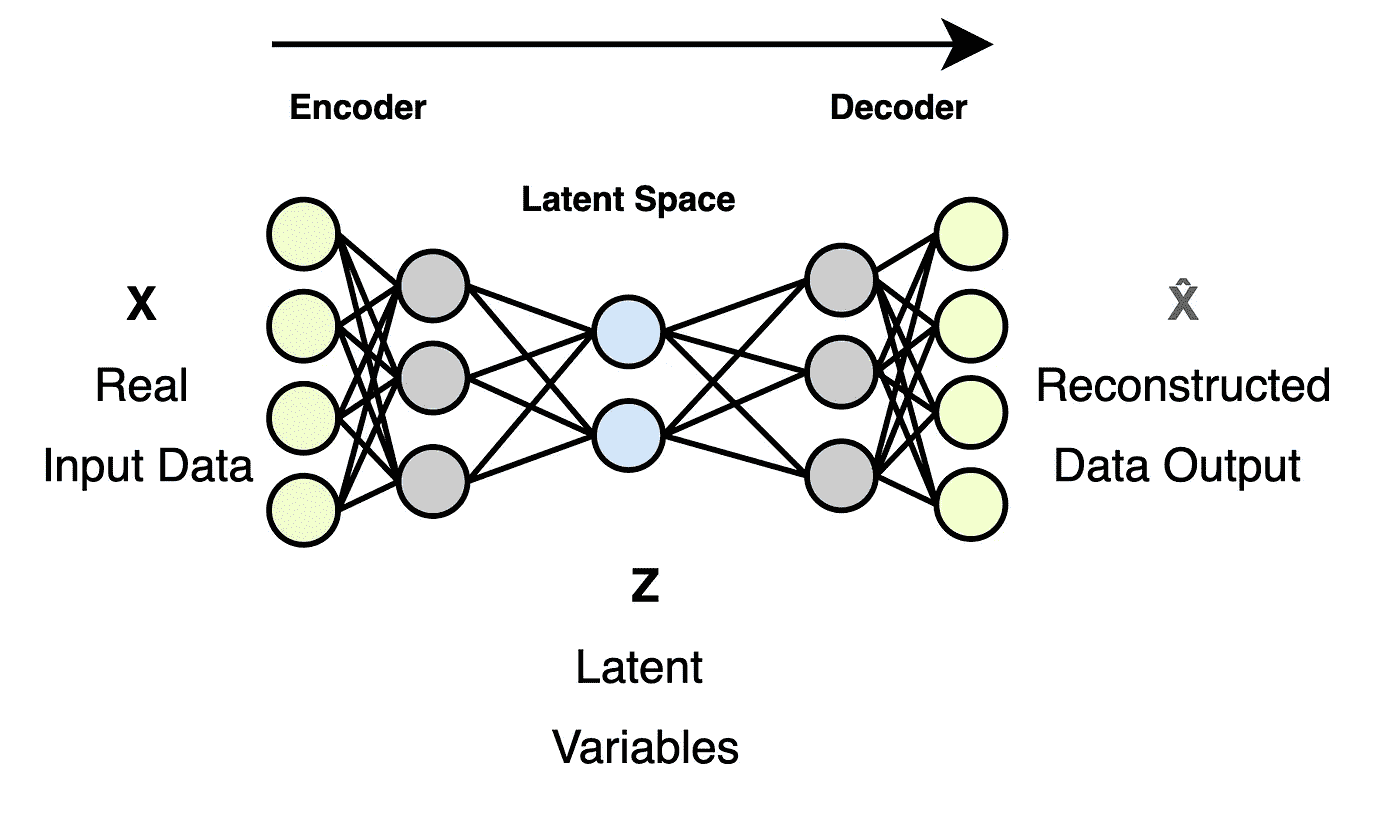 Encoder
Decoder
Latent Space
X
Real
Input Data
X̂
Reconstructed
Data Output
Z
Latent
Variables